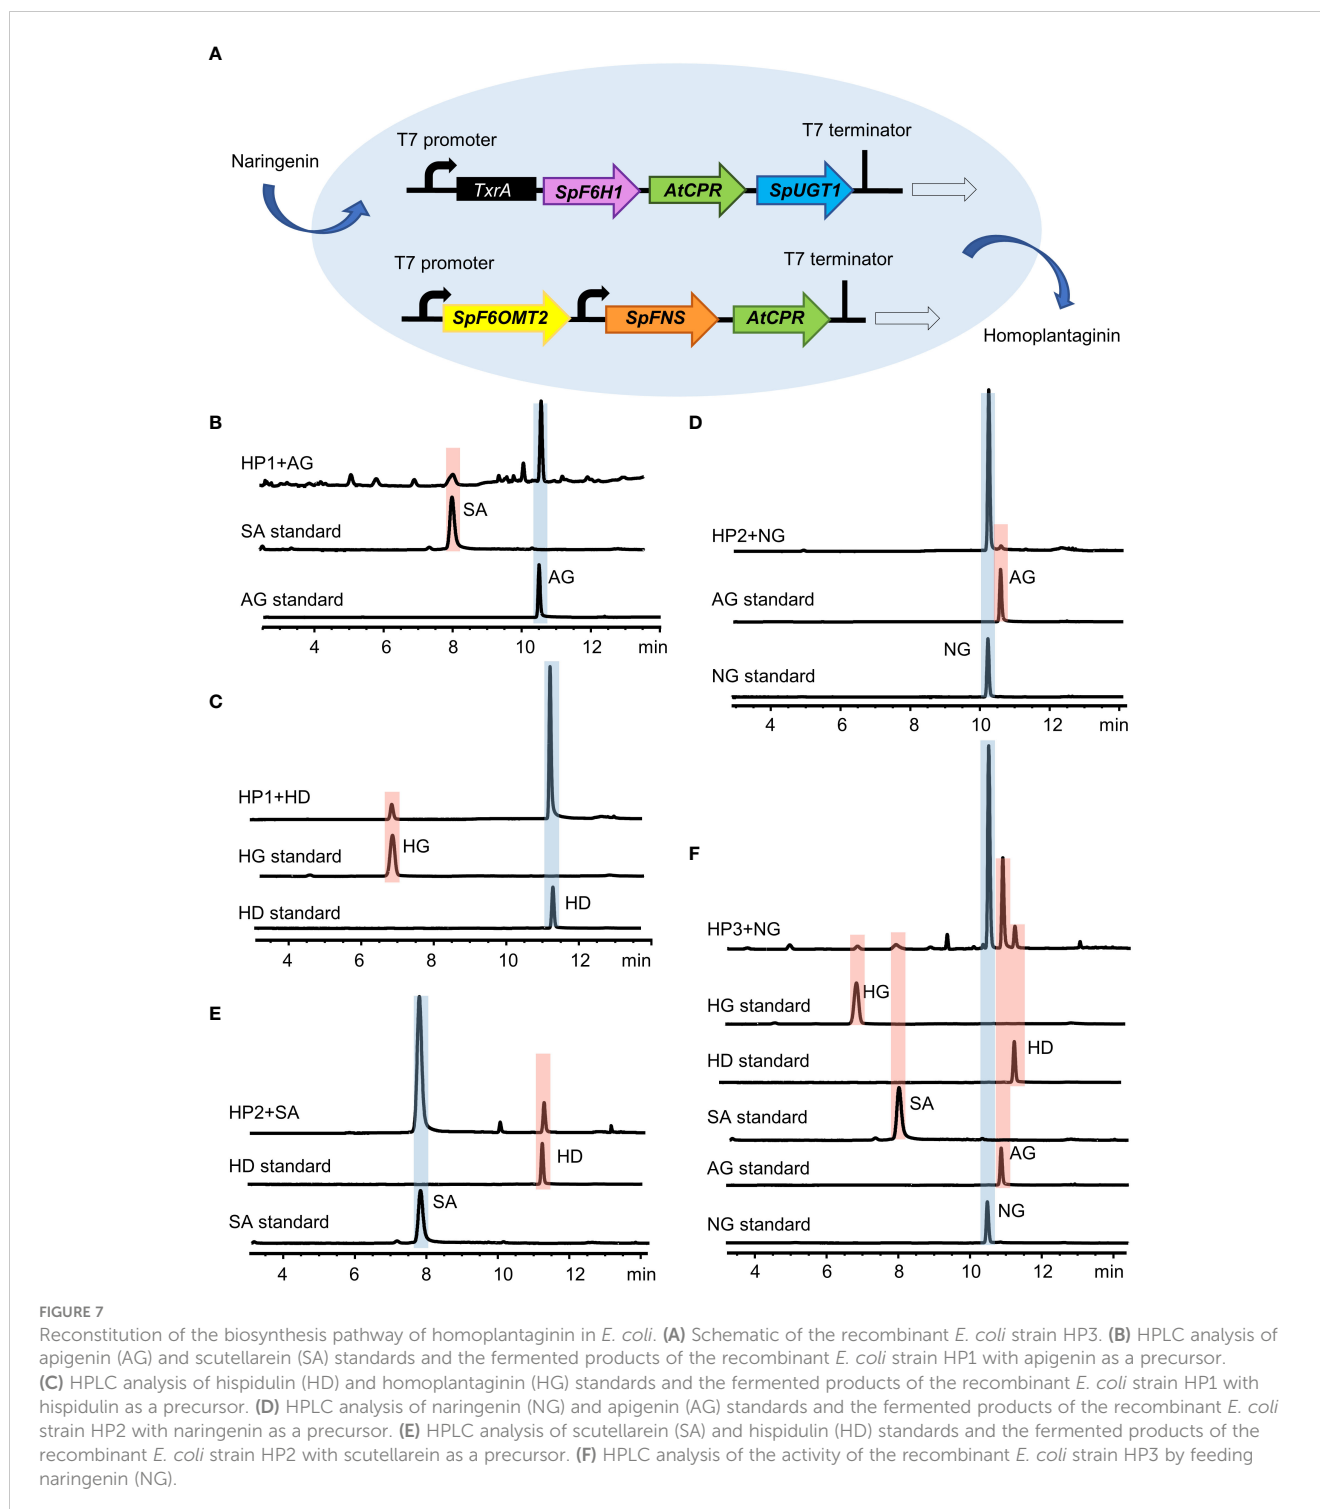 A
T7 promoter
T7 terminator
Naringenin
TxrA
SpF6H1
AtCPR
SpUGT1
T7 promoter
T7 terminator
SpF6OMT2
SpFNS
AtCPR
Homoplantaginin
B
HP1+AG
SA
SA standard
AG
AG standard
4 6 8 10 12 min
C
HP1+HD
HG
HG standard
HD
HD standard
4 6 8 10 12 min
E
HP2+SA
HD
HD standard
SA
SA standard
4 6 8 10 12 min
D
HP2+NG
AG
AG standard
NG
NG standard
4 6 8 10 12 min
F
HP3+NG
HG
HG standard
HD
HD standard
SA
SA standard
AG
AG standard
NG
NG standard
4 6 8 10 12 min
FIGURE 7
Reconstitution of the biosynthesis pathway of homoplantaginin in E. coli. (A) Schematic of the recombinant E. coli strain HP3. (B) HPLC analysis of
apigenin (AG) and scutellarein (SA) standards and the fermented products of the recombinant E. coli strain HP1 with apigenin as a precursor.
(C) HPLC analysis of hispidulin (HD) and homoplantaginin (HG) standards and the fermented products of the recombinant E. coli strain HP1 with
hispidulin as a precursor. (D) HPLC analysis of naringenin (NG) and apigenin (AG) standards and the fermented products of the recombinant E. coli
strain HP2 with naringenin as a precursor. (E) HPLC analysis of scutellarein (SA) and hispidulin (HD) standards and the fermented products of the
recombinant E. coli strain HP2 with scutellarein as a precursor. (F) HPLC analysis of the activity of the recombinant E. coli strain HP3 by feeding
naringenin (NG).